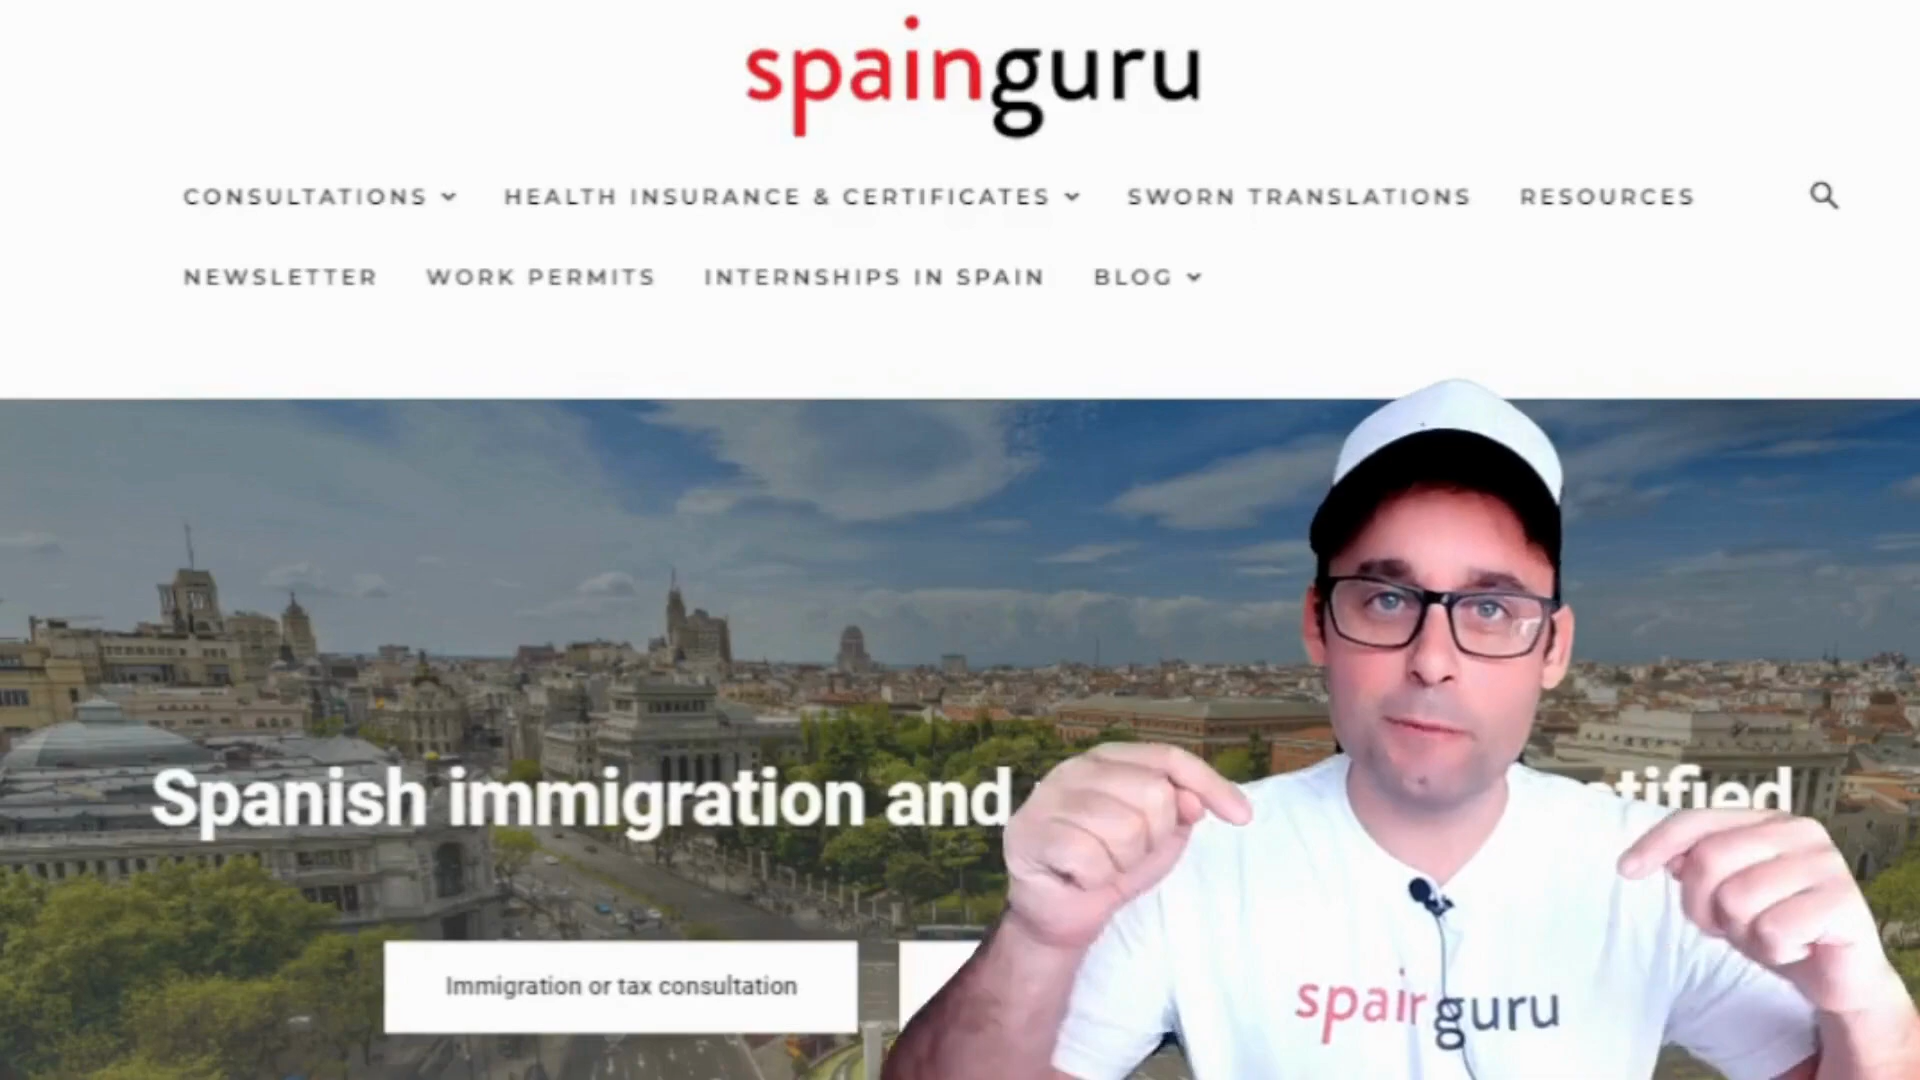 spainguru
CONSULTATIONS HEALTH INSURANCE & CERTIFICATES SWORN TRANSLATIONS RESOURCES
NEWSLETTER WORK PERMITS INTERNSHIPS IN SPAIN BLOG
Spanish immigration and
Immigration or tax consultation
spainguru